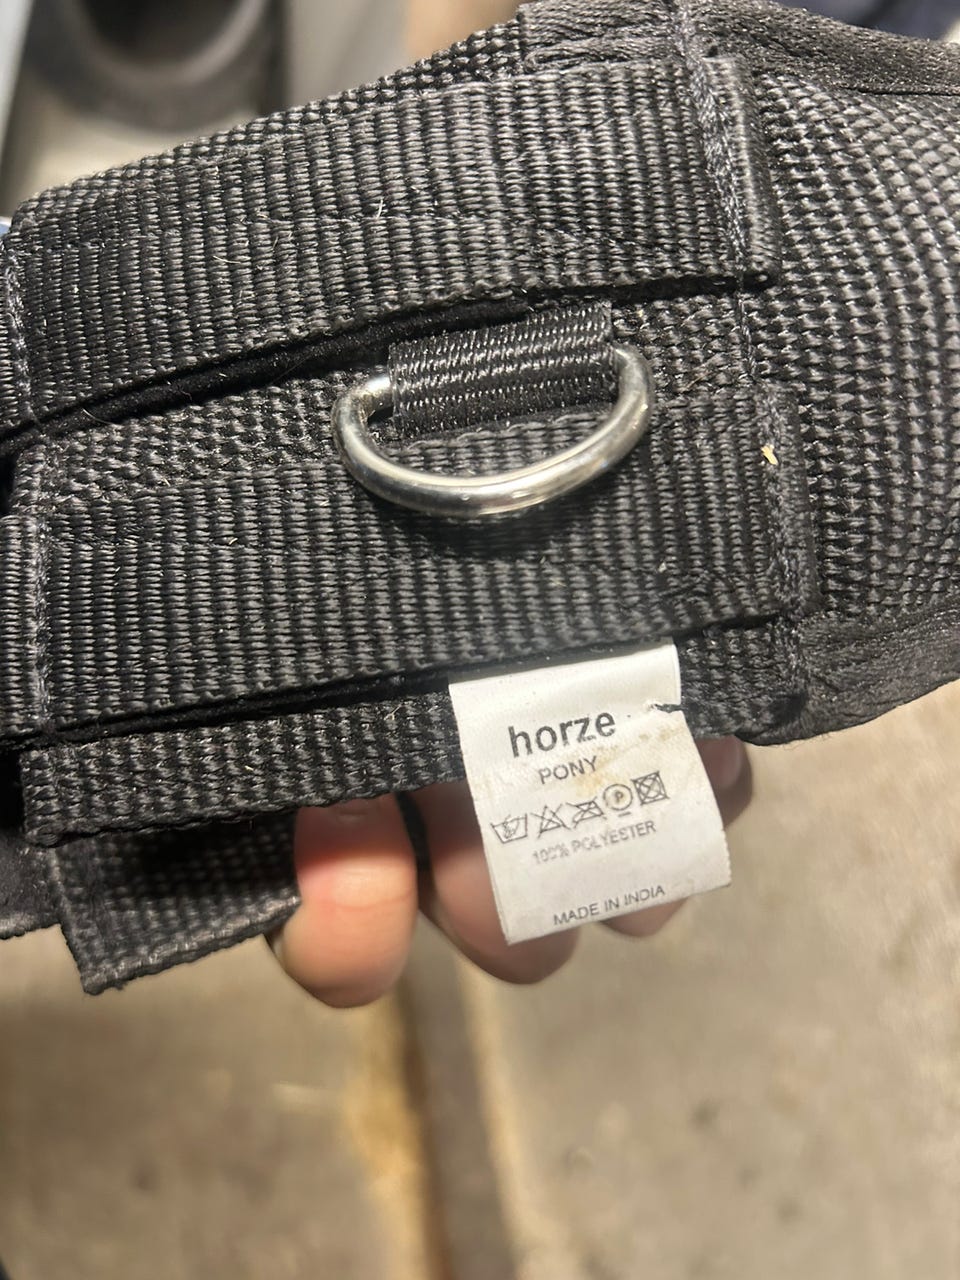 horze
PONY
P
100% POLYESTER
MADE IN INDIA